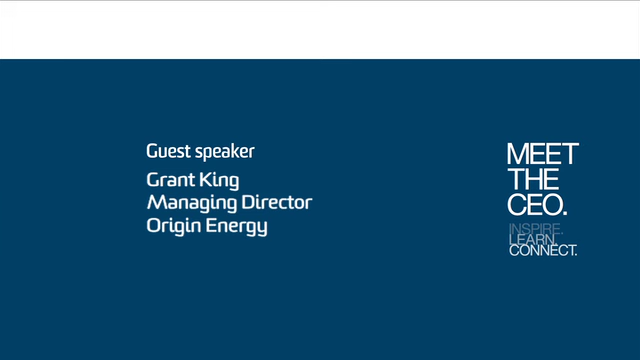 Guest speaker
Grant King
Managing Director
Origin Energy
MEET
THE
CEO.
INSPIRE.
LEARN.
CONNECT.